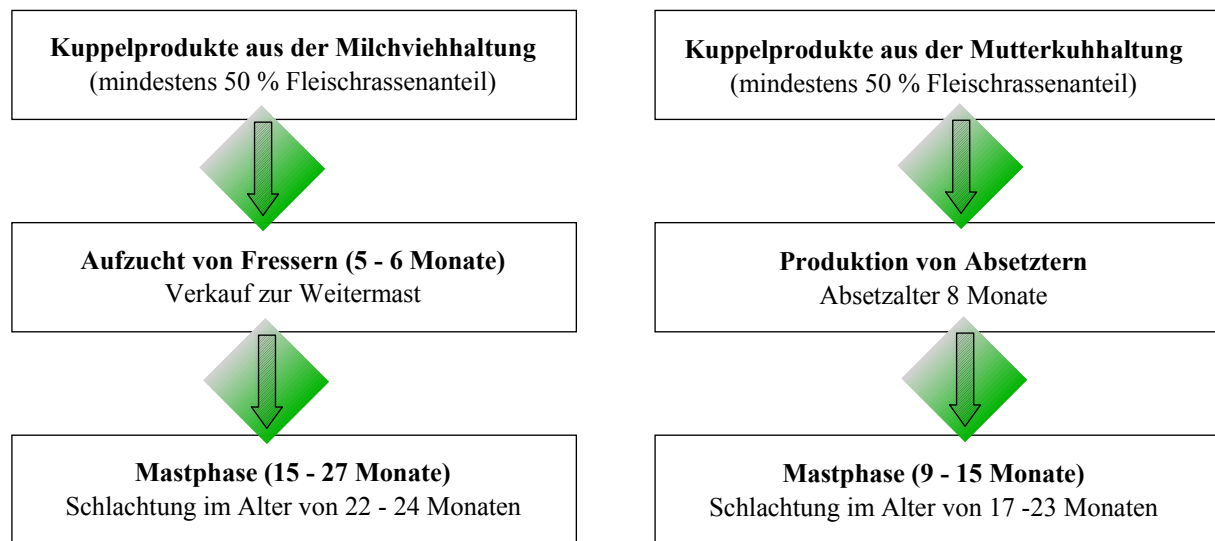 Kuppelprodukte aus der Milchviehhaltung
(mindestens 50 % Fleischrassenanteil)
Aufzucht von Fressern (5 - 6 Monate)
Verkauf zur Weitermast
Mastphase (15 - 27 Monate)
Schlachtung im Alter von 22 - 24 Monaten
Kuppelprodukte aus der Mutterkuhhaltung
(mindestens 50 % Fleischrassenanteil)
Produktion von Absetztern
Absetzalter 8 Monate
Mastphase (9 - 15 Monate)
Schlachtung im Alter von 17 -23 Monaten